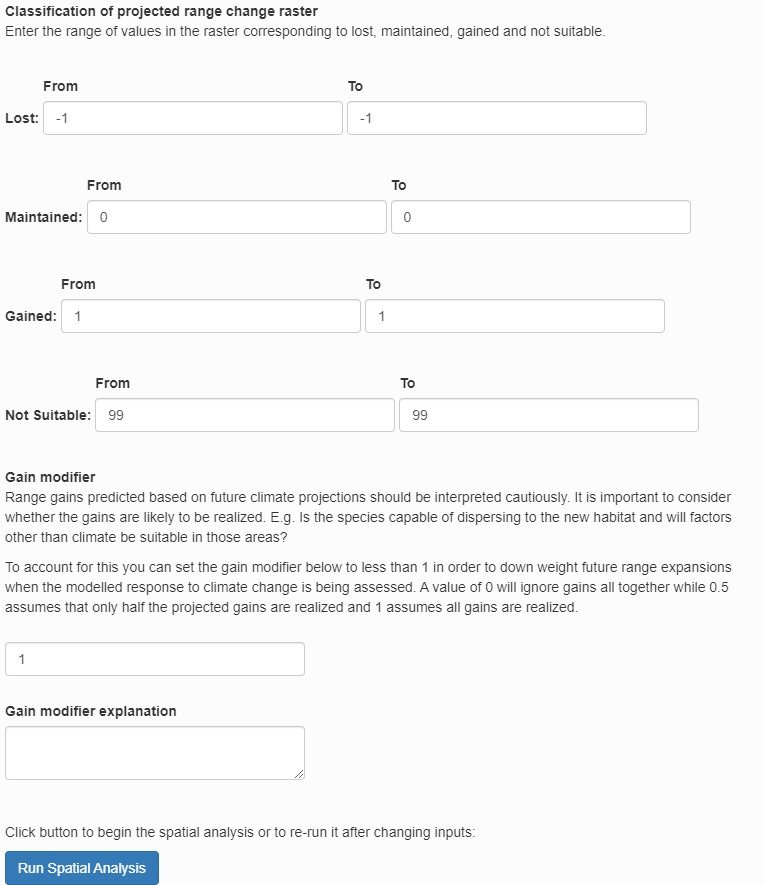 Classification of projected range change raster
Enter the range of values in the raster corresponding to lost, maintained, gained and not suitable.
From To
Lost: -1 -1
From To
Maintained: 0 0
From To
Gained: 1 1
From To
Not Suitable: 99 99
Gain modifier
Range gains predicted based on future climate projections should be interpreted cautiously. It is important to consider
whether the gains are likely to be realized. E.g. Is the species capable of dispersing to the new habitat and will factors
other than climate be suitable in those areas?
To account for this you can set the gain modifier below to less than 1 in order to down weight future range expansions
when the modelled response to climate change is being assessed. A value of 0 will ignore gains all together while 0.5
assumes that only half the projected gains are realized and 1 assumes all gains are realized.
1
Gain modifier explanation
Click button to begin the spatial analysis or to re-run it after changing inputs:
Run Spatial Analysis